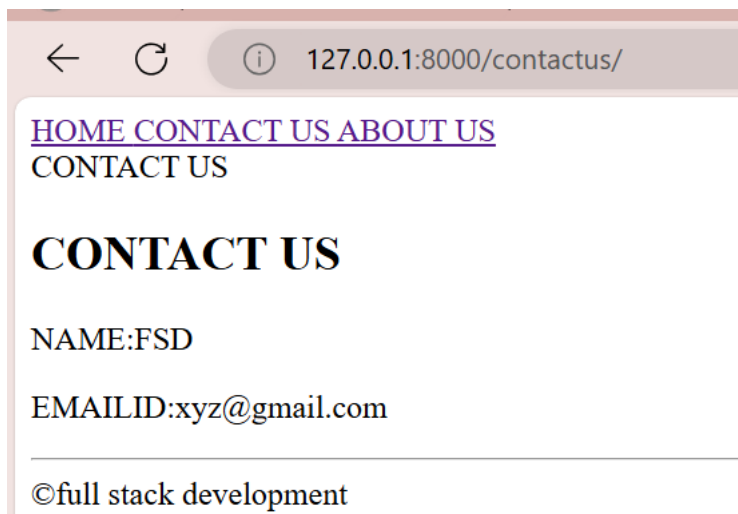 127.0.0.1:8000/contactus/
HOME CONTACT US ABOUT US
CONTACT US
CONTACT US
NAME:FSD
EMAILID:xyz@gmail.com
©full stack development